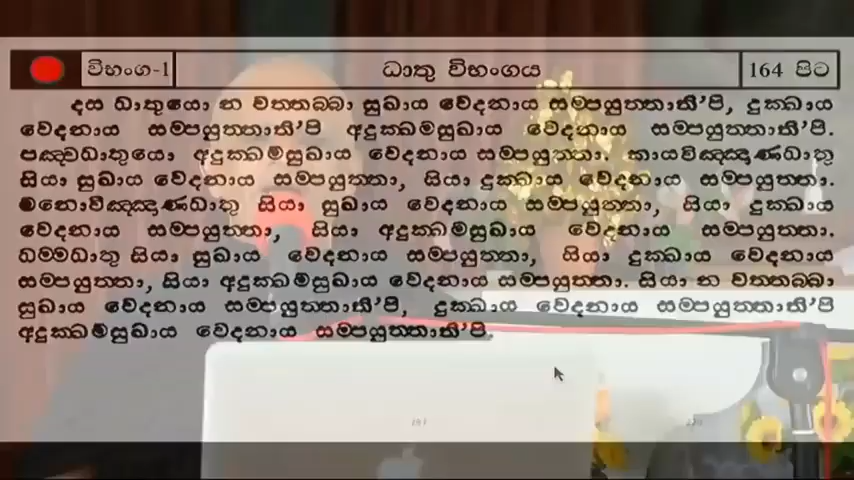 විභංග-1 ධාතු විභංගය 164 පිට
දස ධාතුයො න වත්තබ්බා සුඛාය වේදනාය සම්පයුත්තාතිපි, දුක්ඛාය
වේදනාය සම්පයුත්තාති'පි අදුක්ඛමසුඛාය වේදනාය සම්පයුත්තාති'පි.
පඤ්චධාතුයො අදුක්ඛමසුඛාය වේදනාය සම්පයුත්තා. කායවිඤ්ඤාණධාතු
සියා සුඛාය වේදනාය සම්පයුත්තා, සියා දුක්ඛාය වේදනාය සම්පයුත්තා.
මනොවිඤ්ඤාණධාතු සියා සුඛාය වේදනාය සම්පයුත්තා, සියා දුක්ඛාය
වේදනාය සම්පයුත්තා, සියා අදුක්ඛමසුඛාය වේදනාය සම්පයුත්තා.
ධම්මධාතු සියා සුඛාය වේදනාය සම්පයුත්තා, සියා දුක්ඛාය වේදනාය
සම්පයුත්තා, සියා අදුක්ඛමසුඛාය වේදනාය සම්පයුත්තා. සියා න වත්තබ්බා
සුඛාය වේදනාය සම්පයුත්තාති'පි, දුක්ඛාය වේදනාය සම්පයුත්තාති'පි
අදුක්ඛමසුඛාය වේදනාය සම්පයුත්තාති'පි.